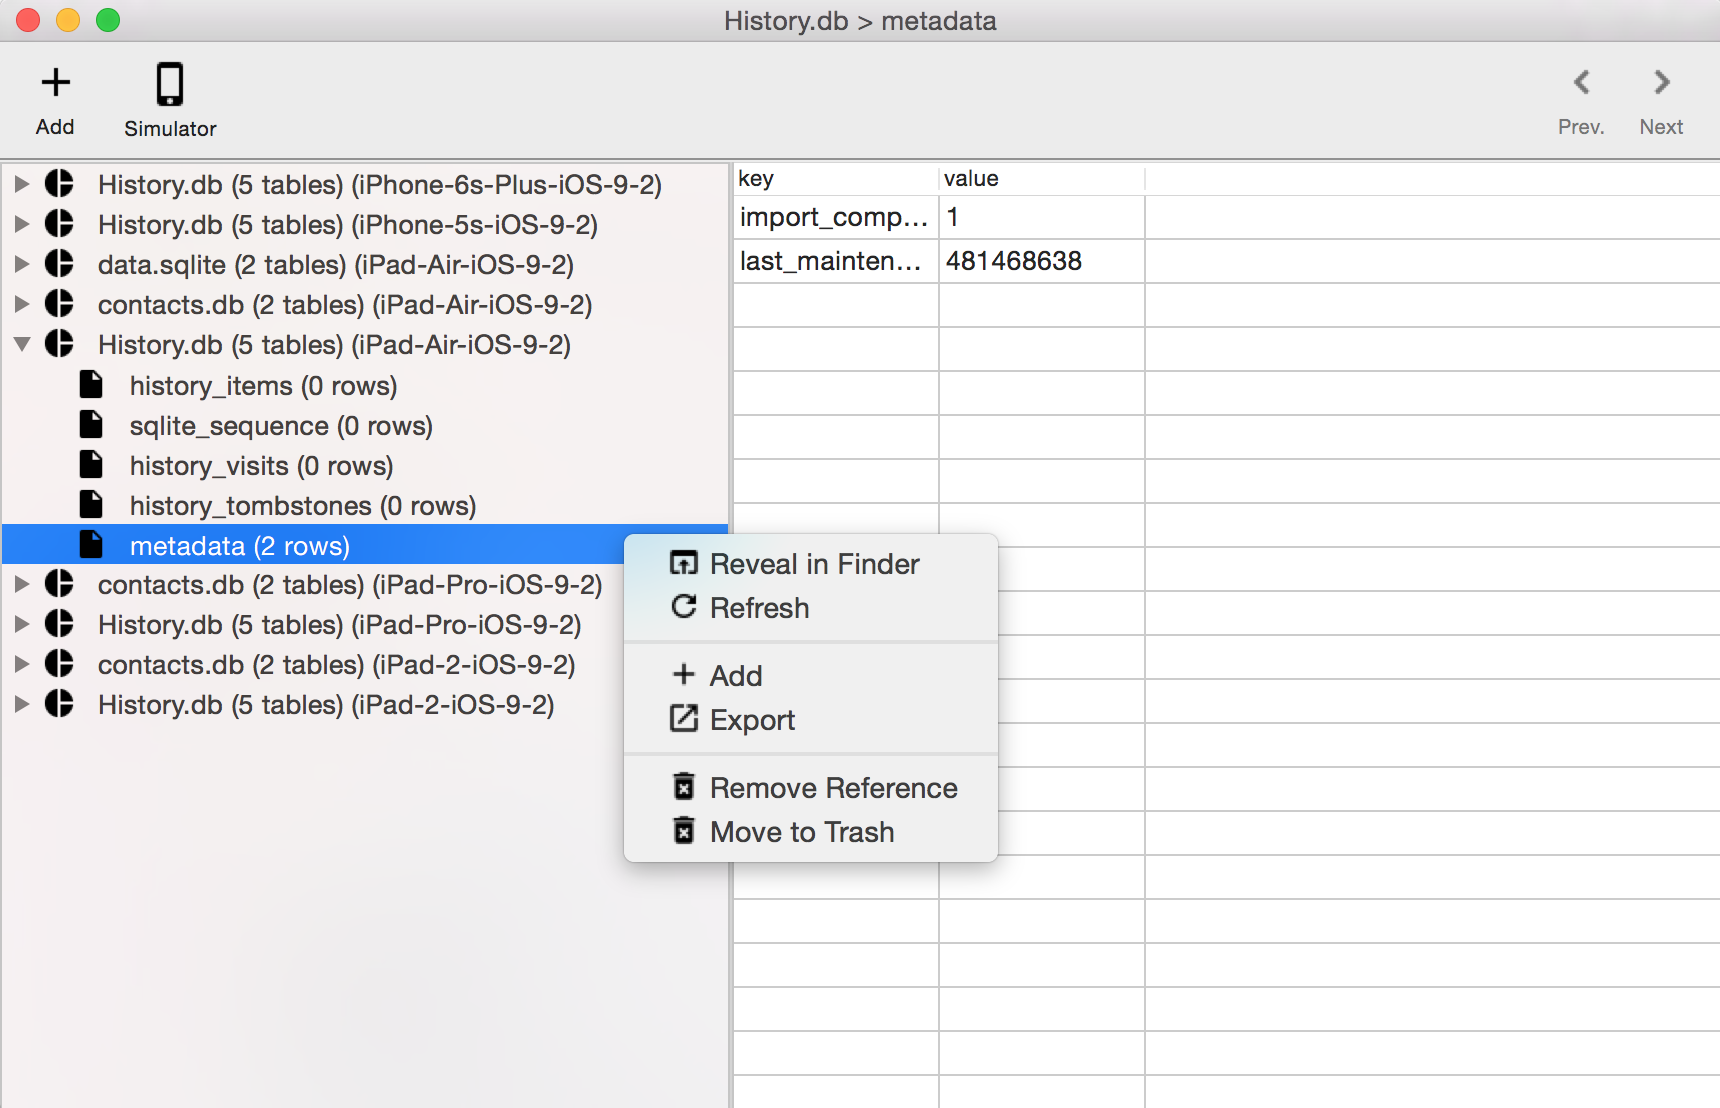 History.db > metadata
Add
Simulator
Prev.
Next
History.db (5 tables) (iPhone-6s-Plus-iOS-9-2)
History.db (5 tables) (iPhone-5s-iOS-9-2)
data.sqlite (2 tables) (iPad-Air-iOS-9-2)
contacts.db (2 tables) (iPad-Air-iOS-9-2)
History.db (5 tables) (iPad-Air-iOS-9-2)
history_items (0 rows)
sqlite_sequence (0 rows)
history_visits (0 rows)
history_tombstones (0 rows)
metadata (2 rows)
contacts.db (2 tables) (iPad-Pro-iOS-9-2)
History.db (5 tables) (iPad-Pro-iOS-9-2)
contacts.db (2 tables) (iPad-2-iOS-9-2)
History.db (5 tables) (iPad-2-iOS-9-2)
key value
import_comp... 1
last_mainten... 481468638
Reveal in Finder
Refresh
Add
Export
Remove Reference
Move to Trash